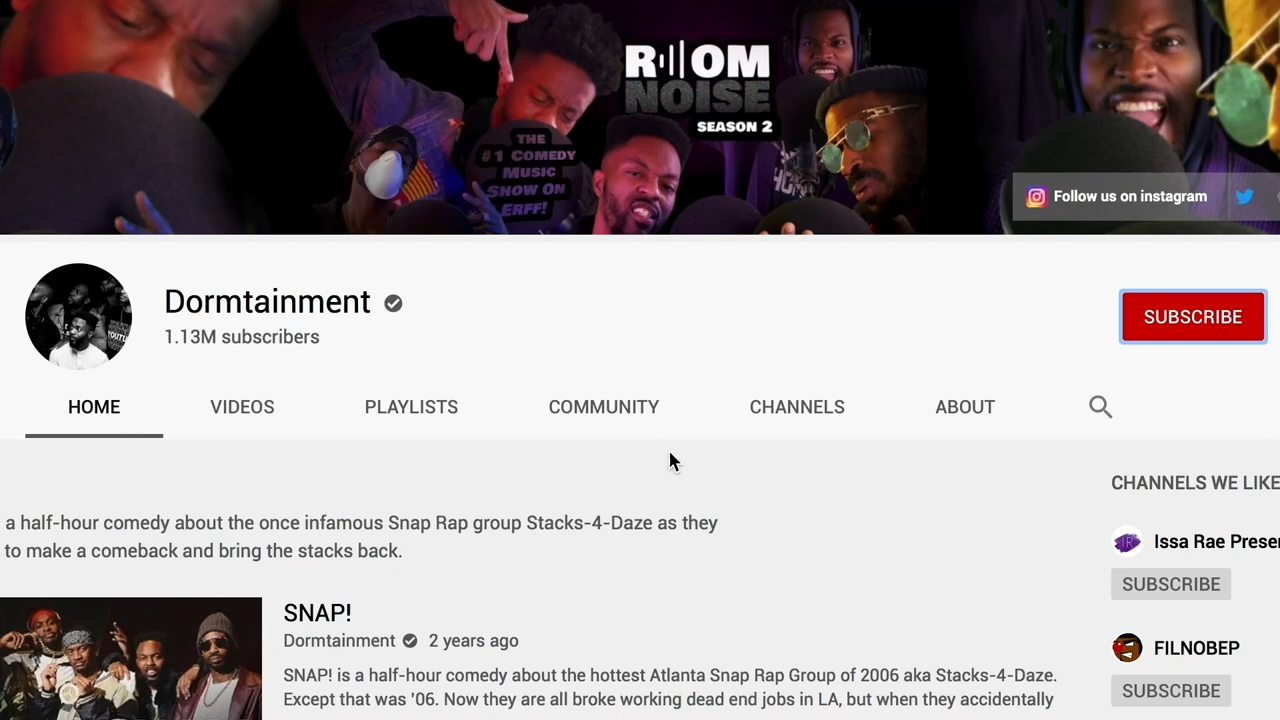 ROOM
NOISE
SEASON 2
THE
#1 COMEDY
MUSIC
SHOW ON
ERFF!
Follow us on instagram
Dormtainment
1.13M subscribers
SUBSCRIBE
HOME VIDEOS PLAYLISTS COMMUNITY CHANNELS ABOUT
CHANNELS WE LIKE
a half-hour comedy about the once infamous Snap Rap group Stacks-4-Daze as they
to make a comeback and bring the stacks back.
Issa Rae Presen
SUBSCRIBE
SNAP!
Dormtainment 2 years ago
SNAP! is a half-hour comedy about the hottest Atlanta Snap Rap Group of 2006 aka Stacks-4-Daze.
Except that was '06. Now they are all broke working dead end jobs in LA, but when they accidentally
FILNOBEP
SUBSCRIBE